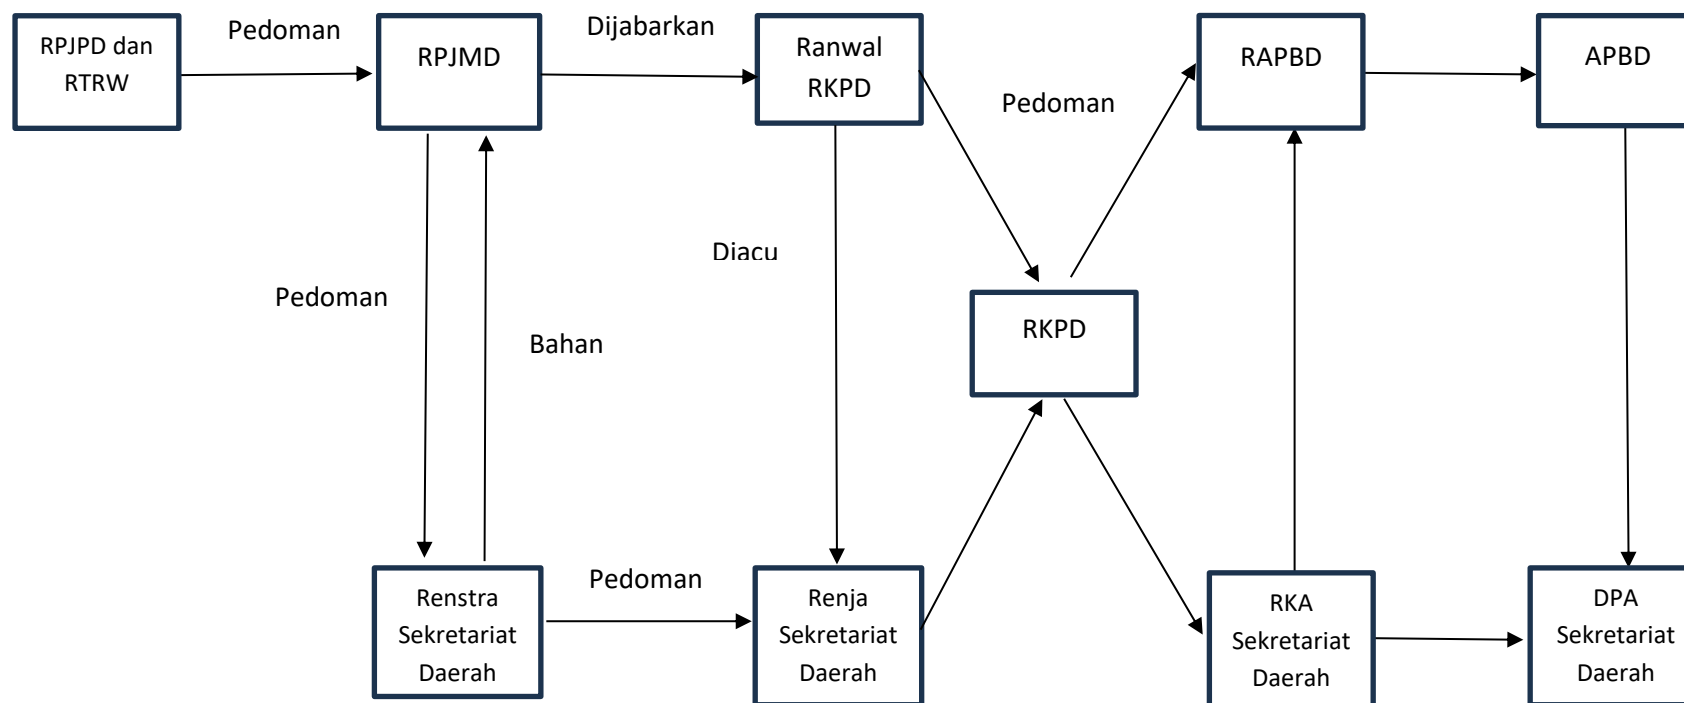 Pedoman
Dijabarkan
RPJPD dan
RTRW
RPJMD
Ranwal
RKPD
RAPBD
APBD
Pedoman
Diacu
Pedoman
RKPD
Bahan
Pedoman
Renstra
Sekretariat
Daerah
Renja
Sekretariat
Daerah
RKA
Sekretariat
Daerah
DPA
Sekretariat
Daerah